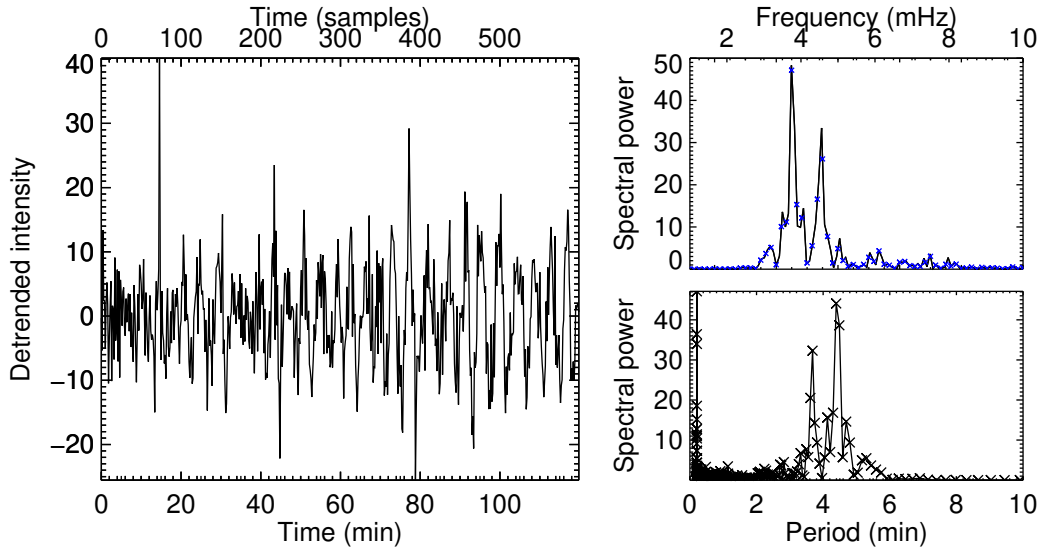 Time (samples)
0 100 200 300 400 500
40
30
20
10
0
−10
−20
Detrended intensity
0 20 40 60 80 100
Time (min)
Frequency (mHz)
2 4 6 8 10
50
40
30
20
10
0
Spectral power
40
30
20
10
Spectral power
0 2 4 6 8 10
Period (min)